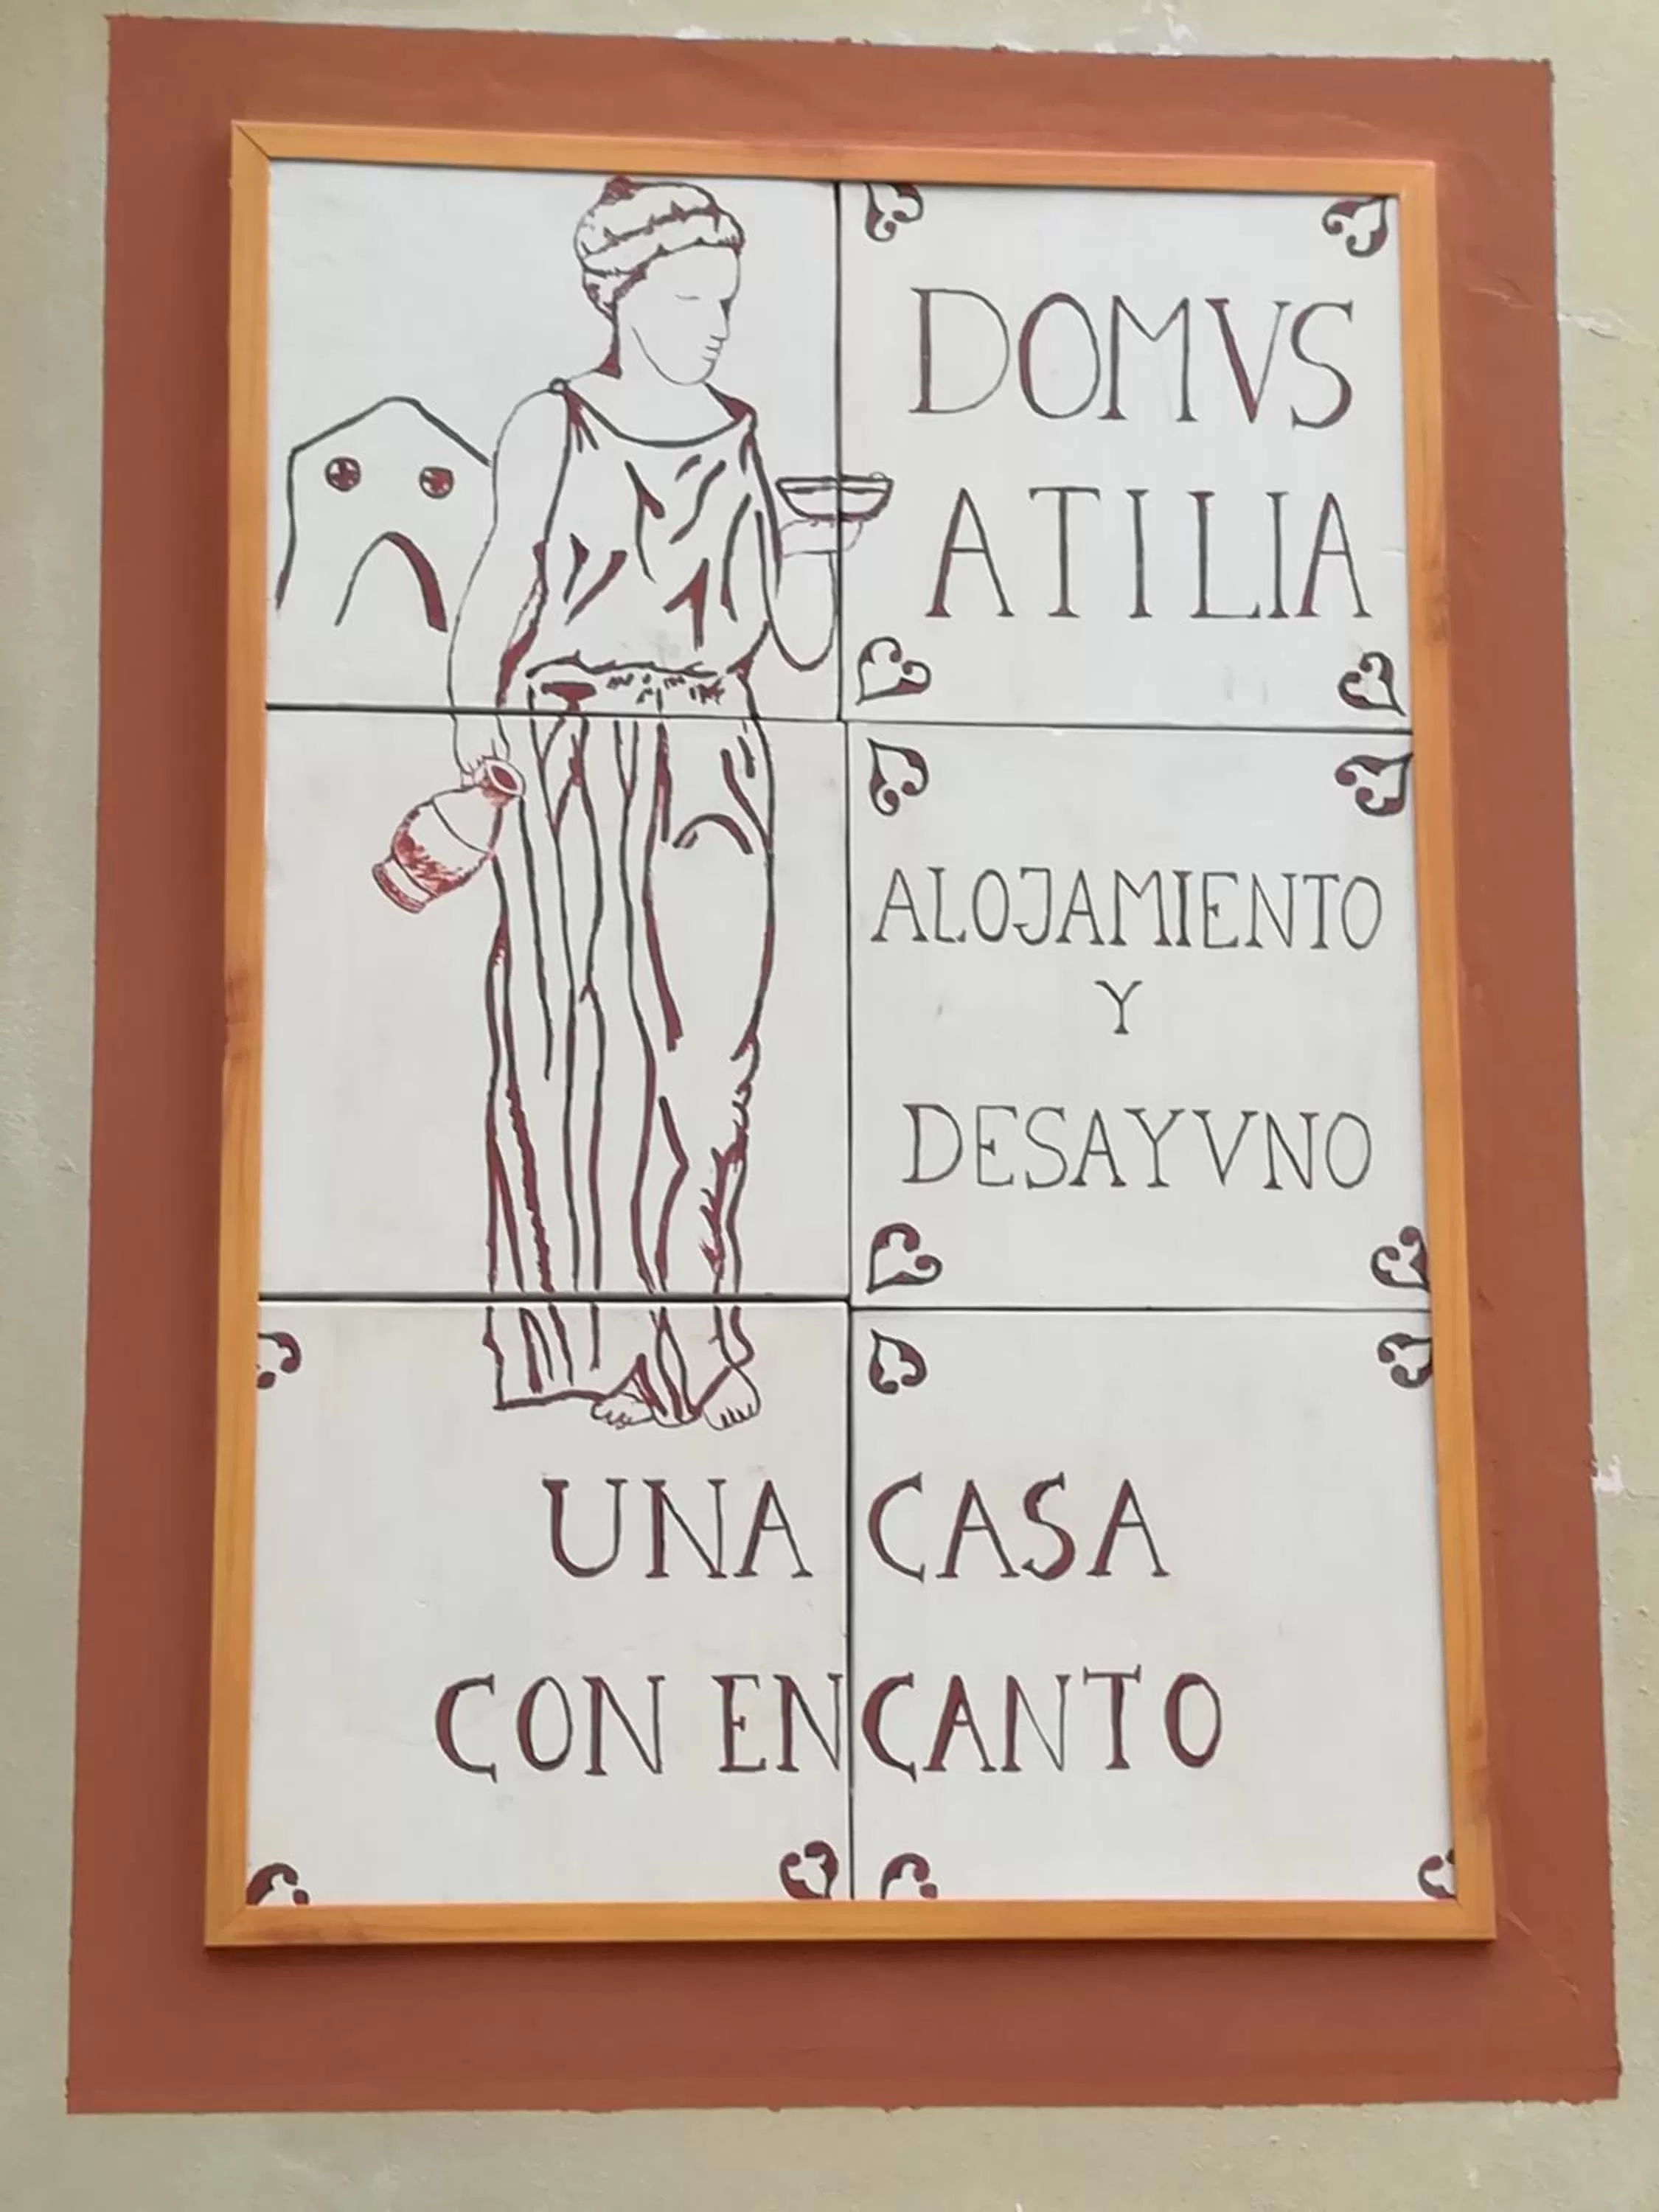 DOMVS
ATILIA
ALOJAMIENTO
Y
DESAYVNO
UNA CASA
CON ENCANTO